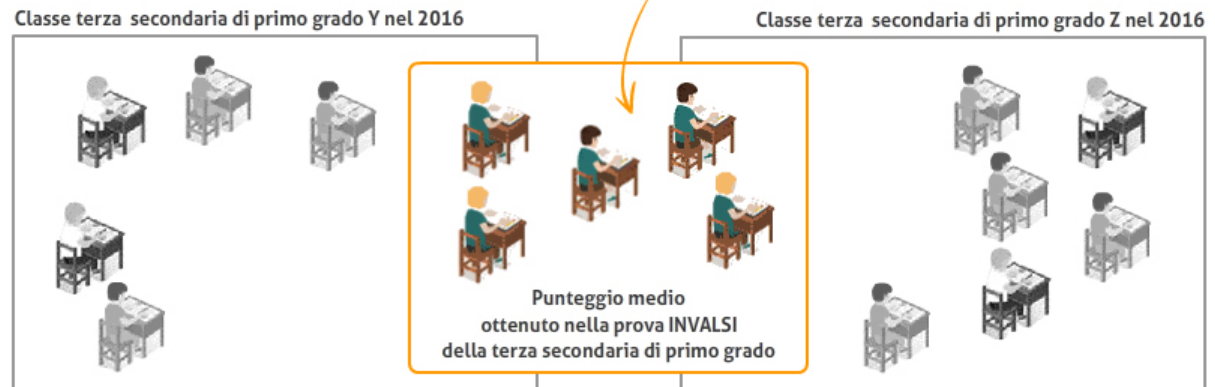 Classe terza secondaria di primo grado Y nel 2016
Classe terza secondaria di primo grado Z nel 2016
Punteggio medio
ottenuto nella prova INVALSI
della terza secondaria di primo grado